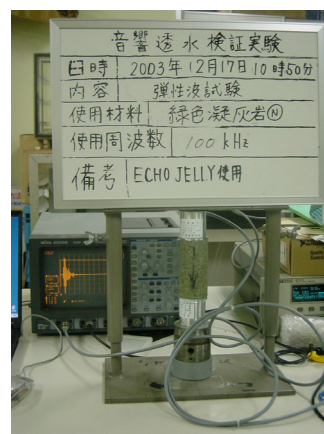 音響透水検証実験
日時 2003年12月17日10時50分
内容 弾性波試験
使用材料 緑色凝灰岩Ⓝ
使用周波数 100kHz
備考 ECHO JELLY使用